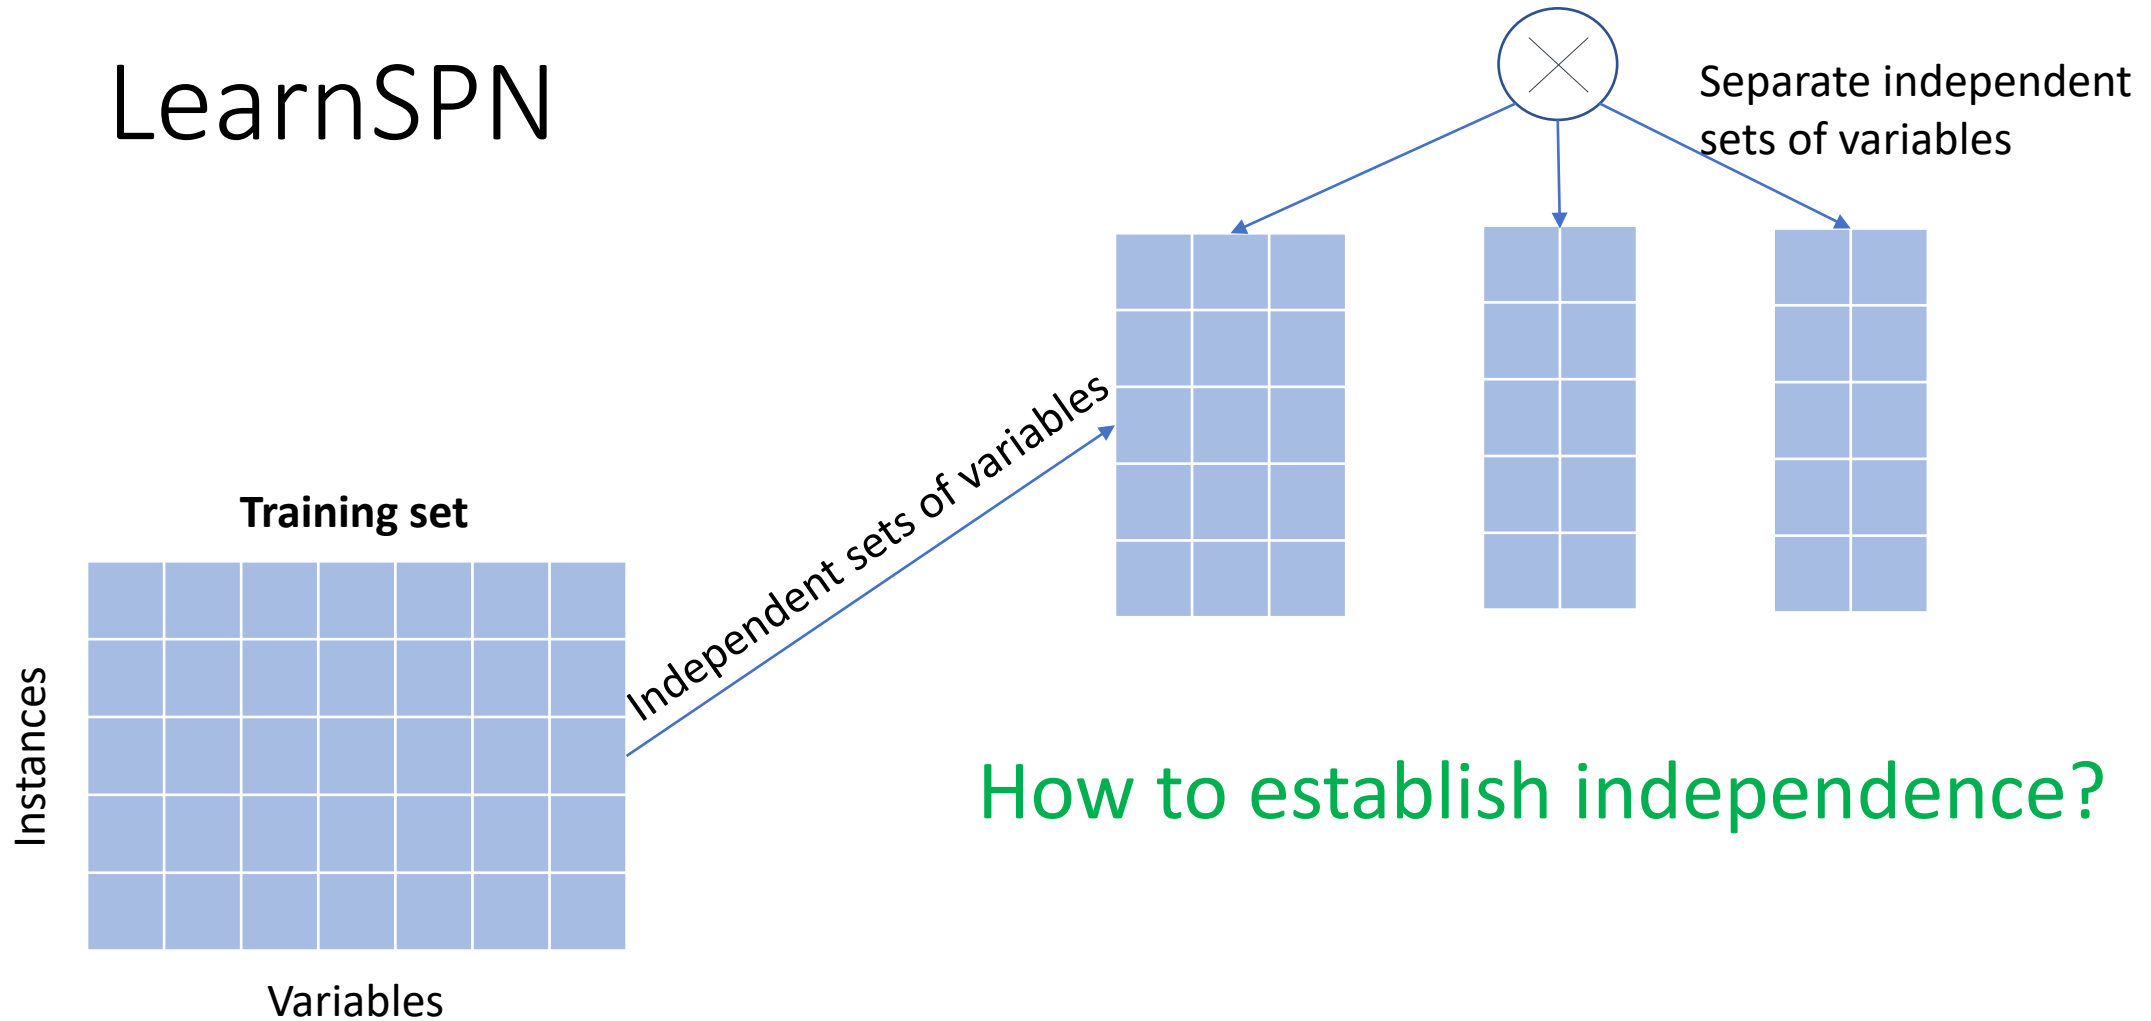 LearnSPN
Separate independent
sets of variables
Independent sets of variables
Training set
Instances
Variables
How to establish independence?